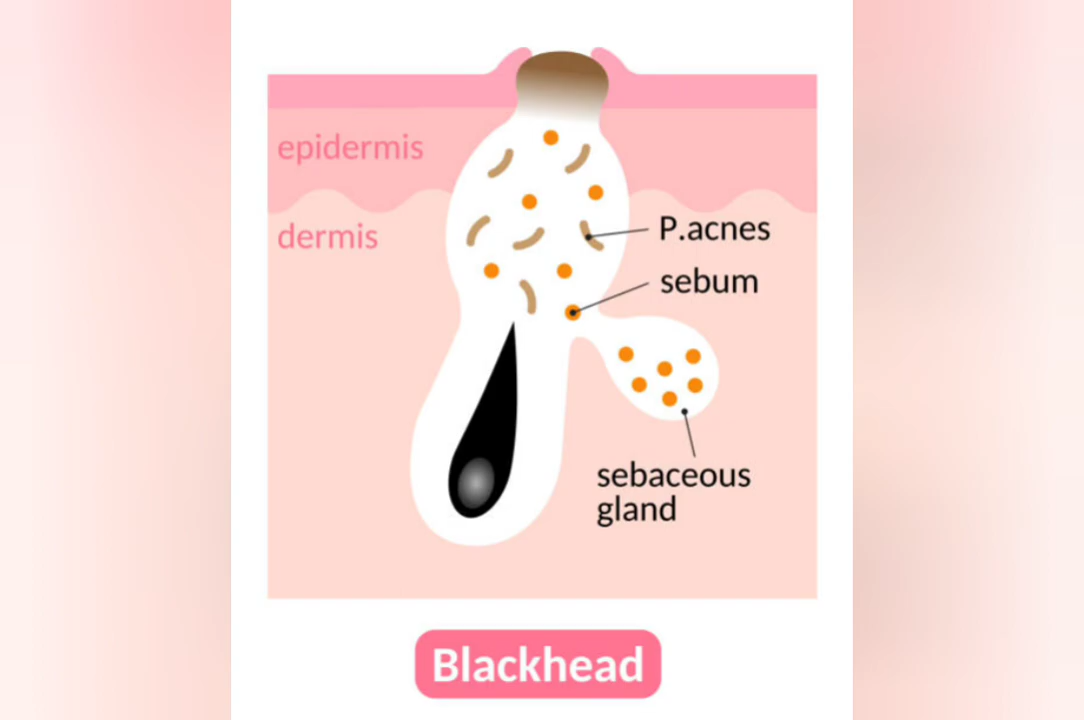 epidermis
dermis
P.acnes
sebum
sebaceous
gland
Blackhead